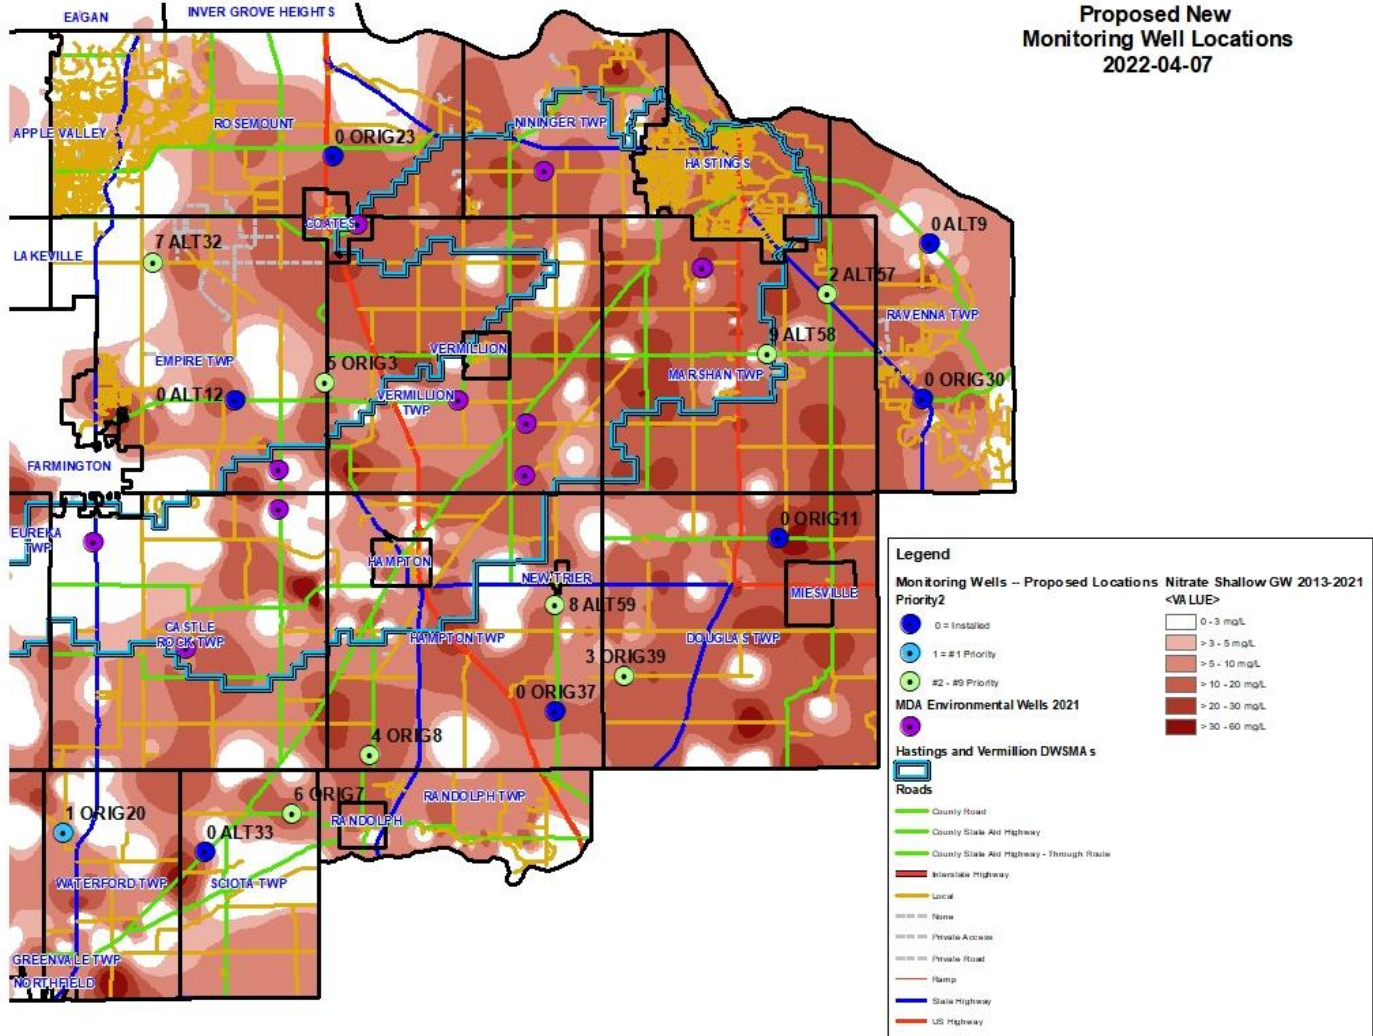 Proposed New
Monitoring Well Locations
2022-04-07
EAGAN
INVER GROVE HEIGHTS
APPLE VALLEY
ROSEMOUNT
NININGER TWP
0 ORIG23
HASTINGS
COATES
LAKEVILLE
7 ALT32
0 ALT9
2 ALT57
RAVENNA TWP
EMPIRE TWP
5 ORIG3
VERMILLION
9 ALT58
MARSHAN TWP
0 ALT12
VERMILLION
TWP
0 ORIG30
FARMINGTON
EUREKA
TWP
0 ORIG11
HAMPTON
NEW TRIER
MIESVILLE
8 ALT59
CASTLE
ROCK TWP
HAMPTON TWP
DOUGLAS TWP
3 ORIG39
0 ORIG37
4 ORIG8
RANDOLPH TWP
1 ORIG20
6 ORIG7
RANDOLPH
0 ALT33
WATERFORD TWP
SCIOTA TWP
GREENVALE TWP
NORTHFIELD
Legend
Monitoring Wells -- Proposed Locations
Priority2
0 = Installed
1 = #1 Priority
#2 - #9 Priority
MDA Environmental Wells 2021
Hastings and Vermillion DWSMAs
Roads
County Road
County State Aid Highway
County State Aid Highway - Through Route
Interstate Highway
Local
None
Private Access
Private Road
Ramp
State Highway
US Highway
Nitrate Shallow GW 2013-2021
<VALUE>
0 - 3 mg/L
> 3 - 5 mg/L
> 5 - 10 mg/L
> 10 - 20 mg/L
> 20 - 30 mg/L
> 30 - 60 mg/L